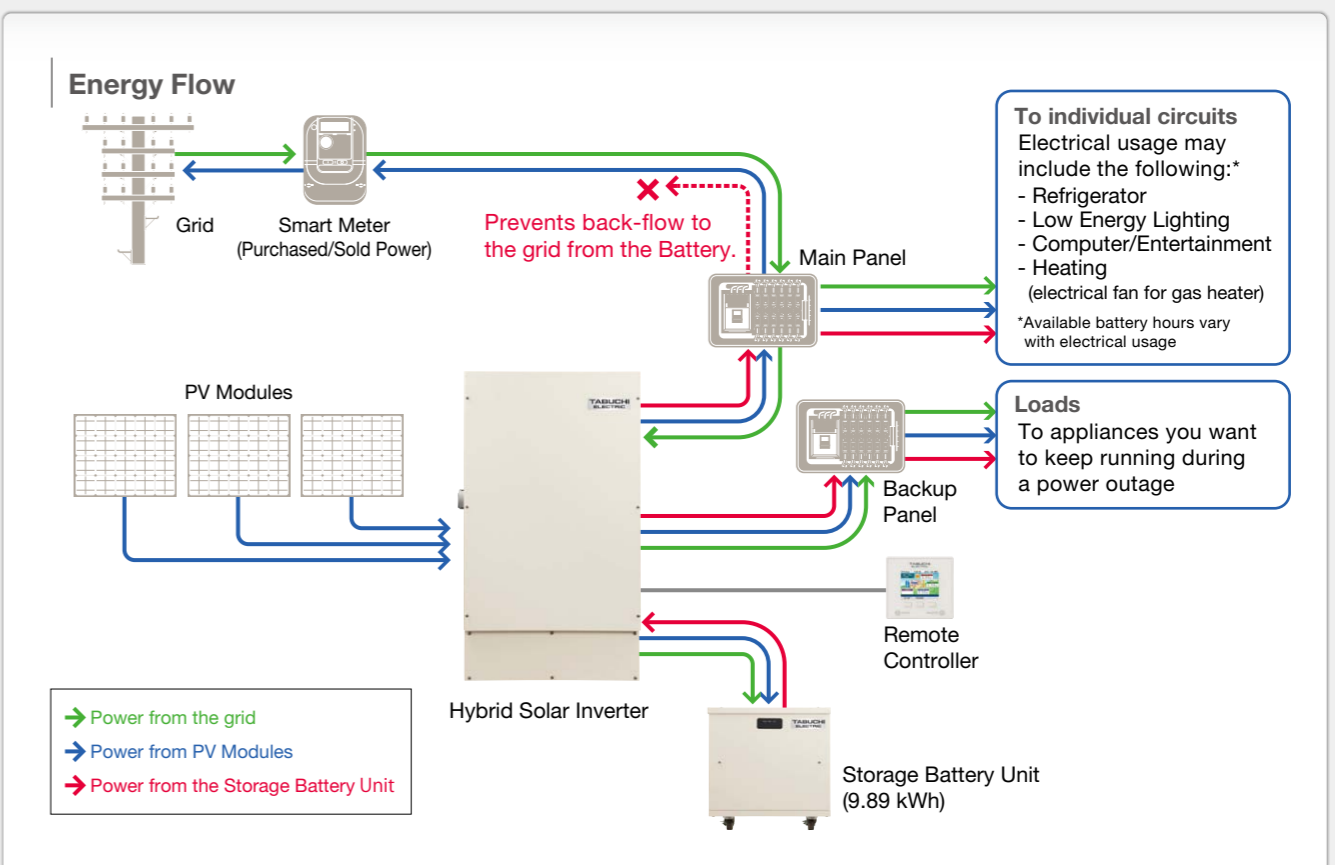 Energy Flow
Grid
Smart Meter
(Purchased/Sold Power)
Prevents back-flow to
the grid from the Battery.
Main Panel
To individual circuits
Electrical usage may
include the following:*
- Refrigerator
- Low Energy Lighting
- Computer/Entertainment
- Heating
(electrical fan for gas heater)
*Available battery hours vary
with electrical usage
PV Modules
TABUCHI
ELECTRIC
Loads
To appliances you want
to keep running during
a power outage
Backup
Panel
TABUCHI
ELECTRIC
Remote
Controller
Hybrid Solar Inverter
Power from the grid
Power from PV Modules
Power from the Storage Battery Unit
TABUCHI
ELECTRIC
Storage Battery Unit
(9.89 kWh)